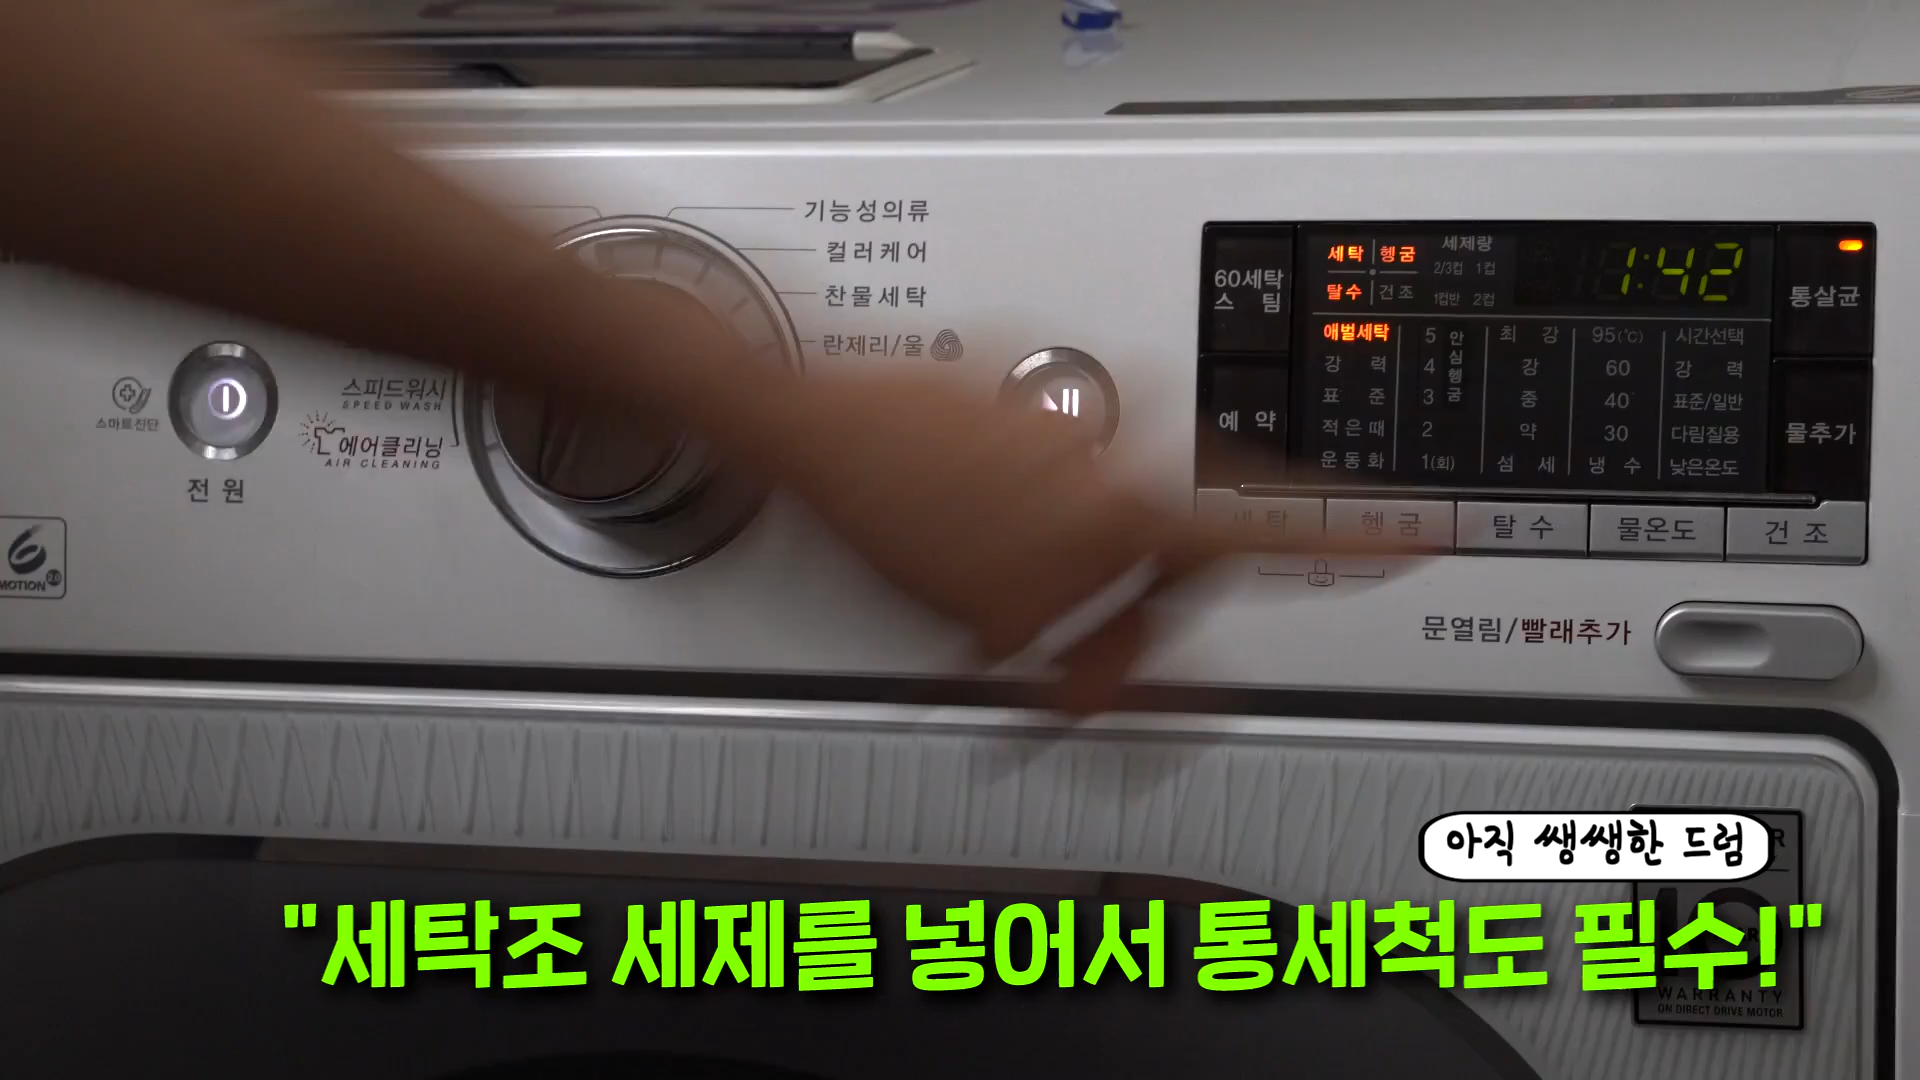 기능성의류
컬러케어
찬물세탁
란제리/울
스피드워시
SPEED WASH
에어클리닝
AIR CLEANING
스마트진단
전원
6
MOTION
60세탁
스팀
예약
세탁 헹굼
탈수 건조
세제량
2/3컵 1컵
1컵반 2컵
1:42
통살균
물추가
애벌세탁 5 최강 95(℃) 시간선택
강력 4 강 60 강력
표준 3 중 40 표준/일반
적은때 2 약 30 다림질용
운동화 1(회) 섬세 냉수 낮은온도
안심헹굼
세탁 헹굼 탈수 물온도 건조
문열림/빨래추가
아직 쌩쌩한 드럼
"세탁조 세제를 넣어서 통세척도 필수!"
WARRANTY
ON DIRECT DRIVE MOTOR